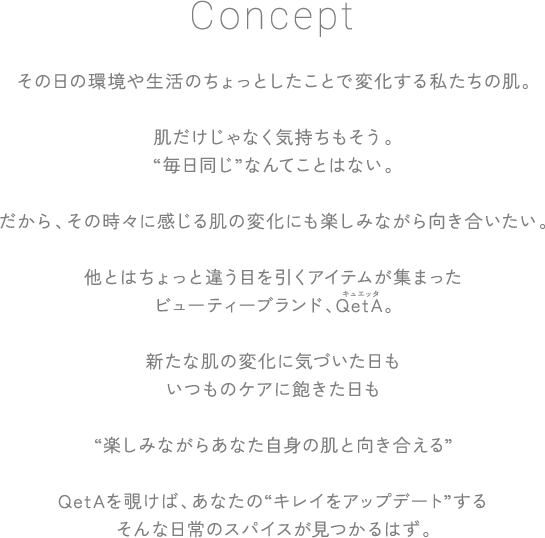 Concept
その日の環境や生活のちょっとしたことで変化する私たちの肌。
肌だけじゃなく気持ちもそう。
“毎日同じ”なんてことはない。
だから、その時々に感じる肌の変化にも楽しみながら向き合いたい。
他とはちょっと違う目を引くアイテムが集まった
キュエッタ
ビューティーブランド、QetA。
新たな肌の変化に気づいた日も
いつものケアに飽きた日も
“楽しみながらあなた自身の肌と向き合える”
QetAを覗けば、あなたの“キレイをアップデート”する
そんな日常のスパイスが見つかるはず。